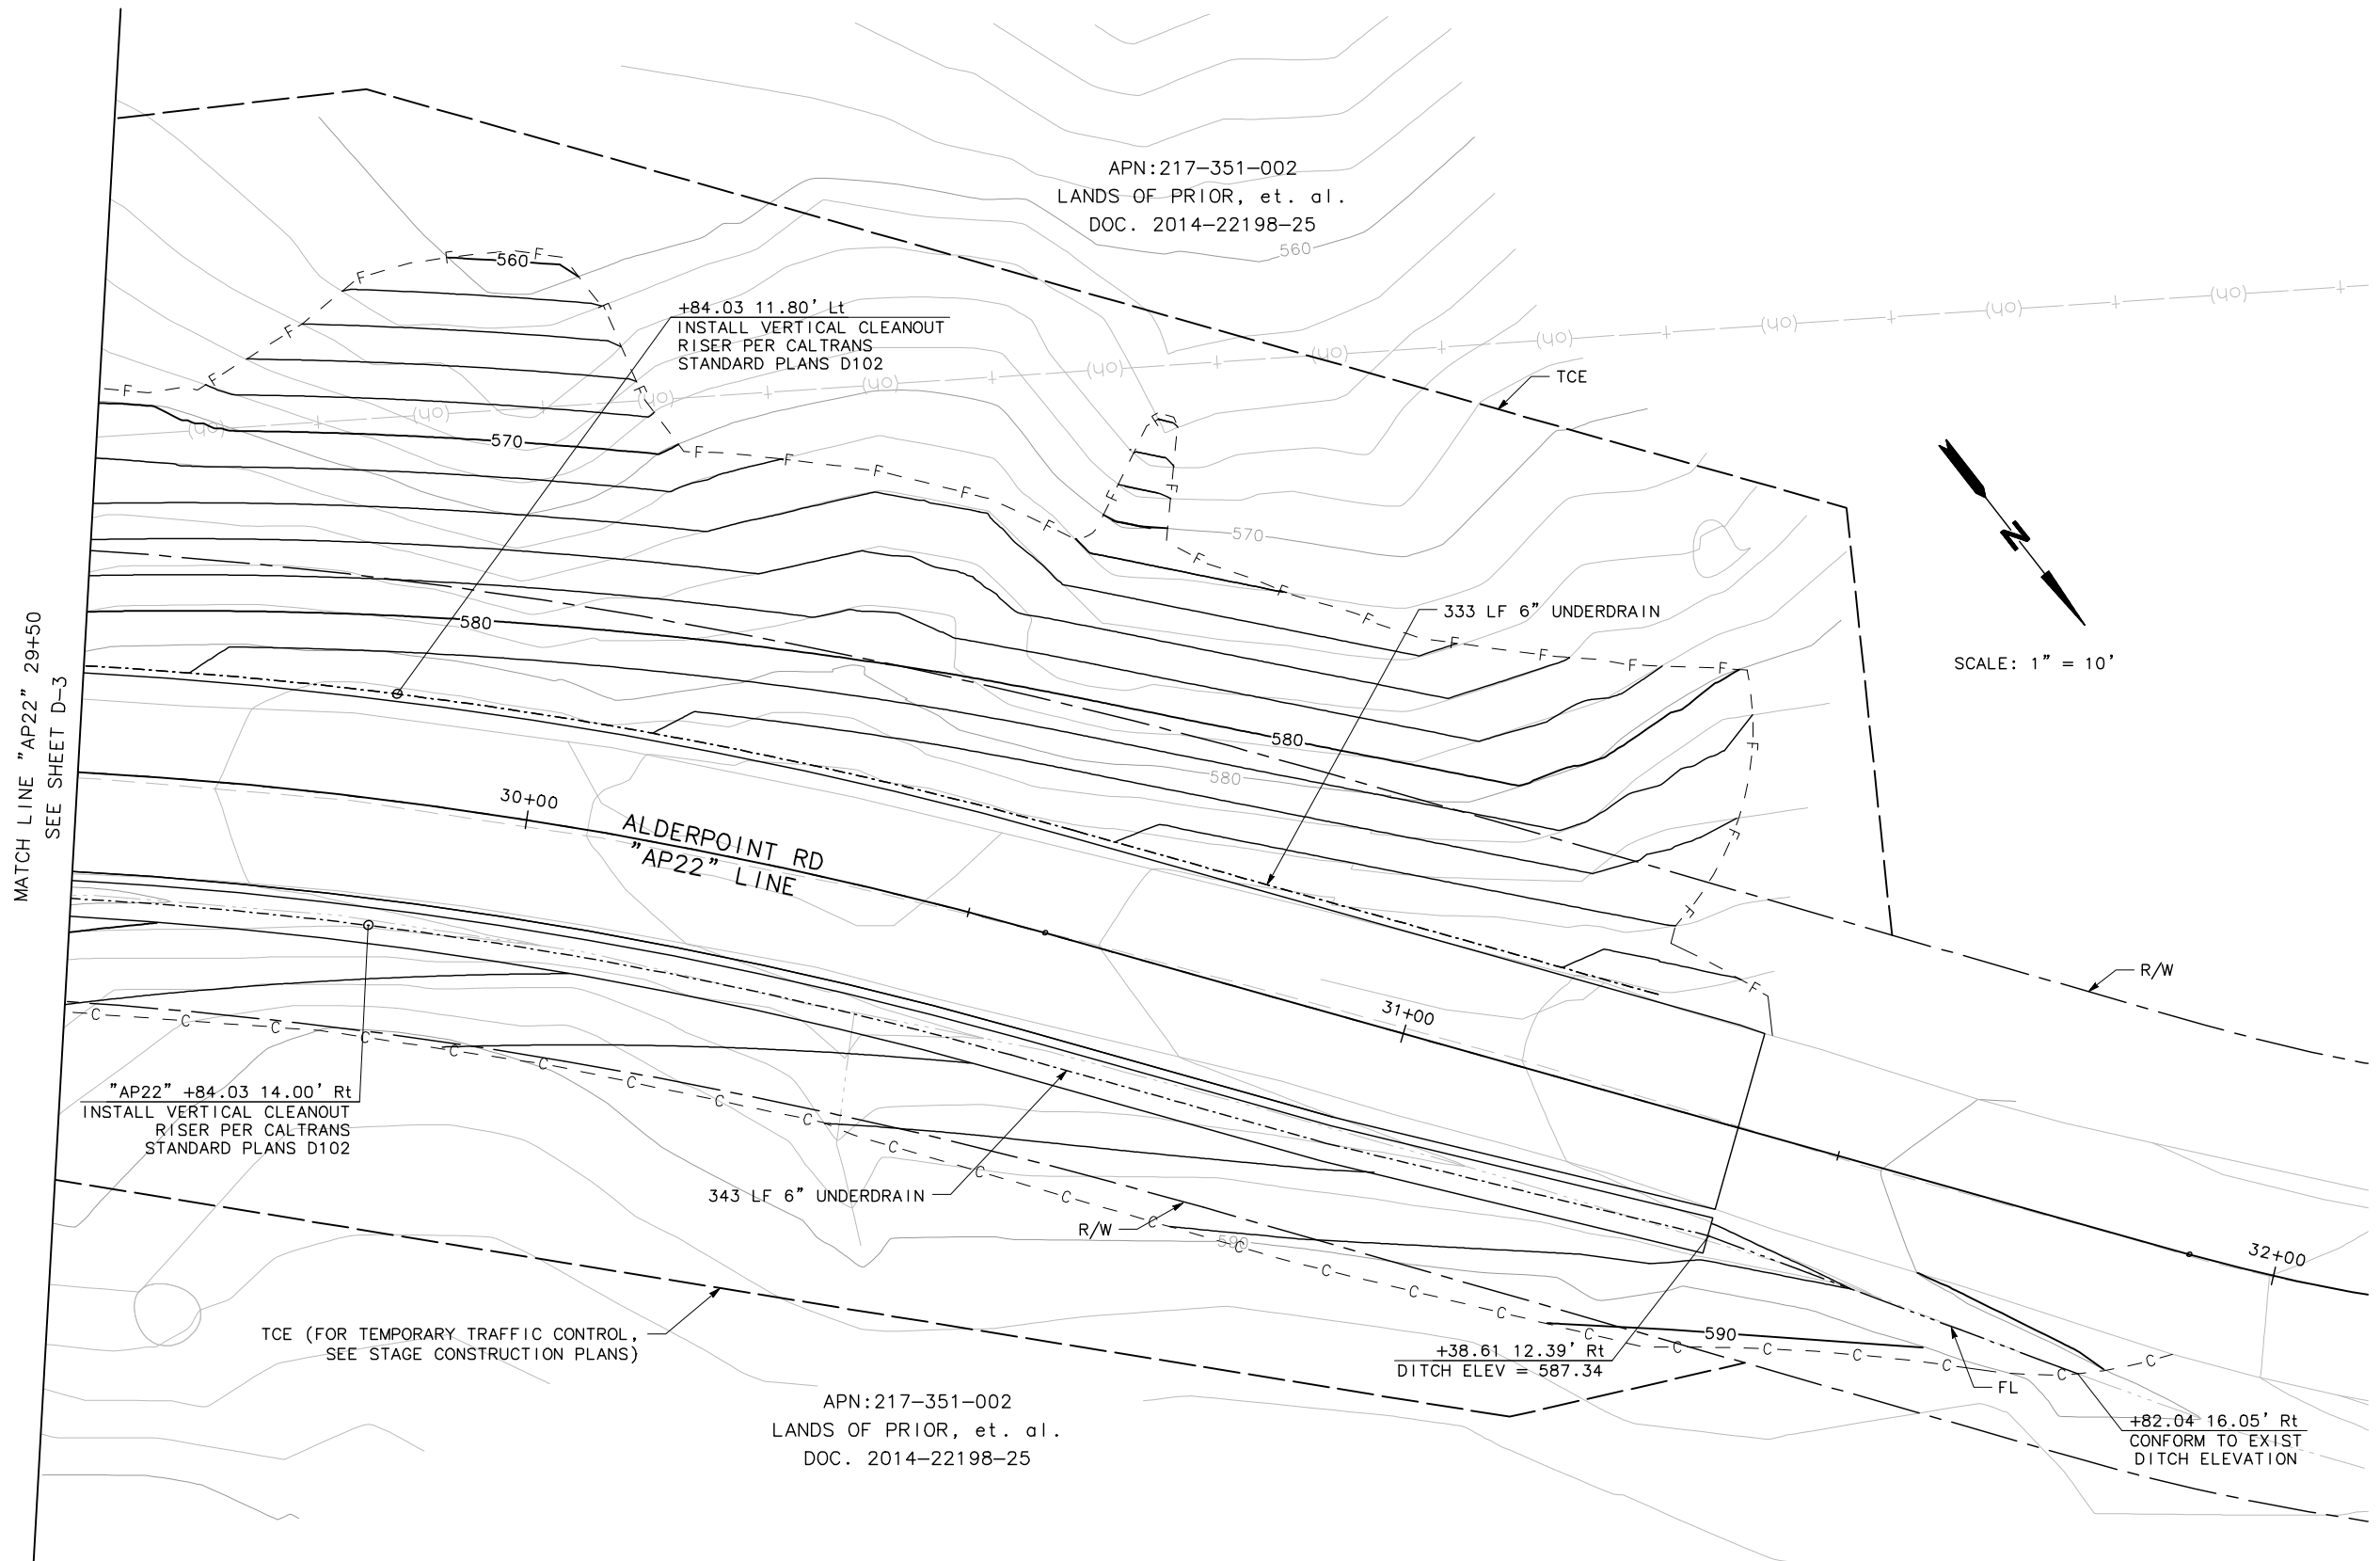 APN:217-351-002
LANDS OF PRIOR, et. al.
DOC. 2014-22198-25
560
560
+84.03 11.80' Lt
INSTALL VERTICAL CLEANOUT
RISER PER CALTRANS
STANDARD PLANS D102
TCE
570
570
N
SCALE: 1" = 10'
333 LF 6" UNDERDRAIN
580
580
580
MATCH LINE "AP22" 29+50
SEE SHEET D-3
30+00
ALDERPOINT RD
"AP22" LINE
R/W
31+00
"AP22" +84.03 14.00' Rt
INSTALL VERTICAL CLEANOUT
RISER PER CALTRANS
STANDARD PLANS D102
343 LF 6" UNDERDRAIN
R/W
590
32+00
TCE (FOR TEMPORARY TRAFFIC CONTROL,
SEE STAGE CONSTRUCTION PLANS)
590
+38.61 12.39' Rt
DITCH ELEV = 587.34
FL
APN:217-351-002
LANDS OF PRIOR, et. al.
DOC. 2014-22198-25
+82.04 16.05' Rt
CONFORM TO EXIST
DITCH ELEVATION